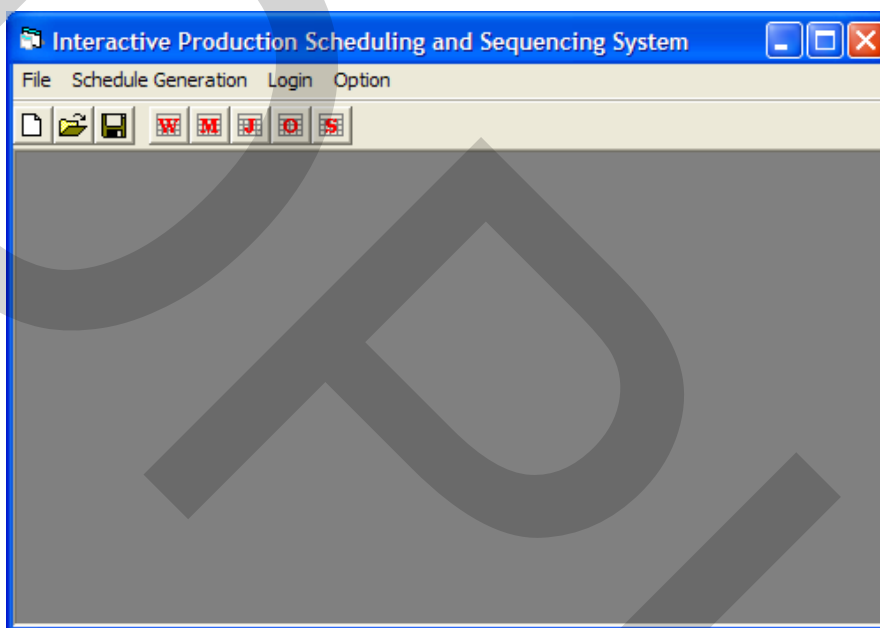 Interactive Production Scheduling and Sequencing System
File Schedule Generation Login Option
W M J O S